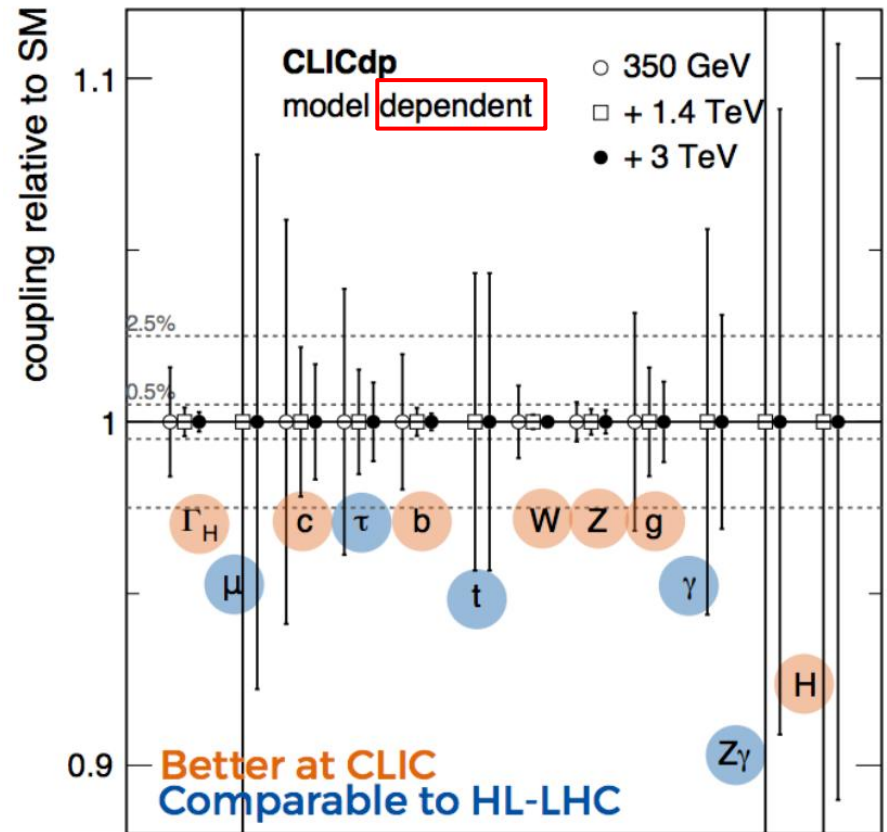 coupling relative to SM
1.1
1
0.9
CLICdp
model dependent
350 GeV
+ 1.4 TeV
+ 3 TeV
2.5%
0.5%
Γ_H
c
τ
b
W
Z
g
μ
t
γ
H
Zγ
Better at CLIC
Comparable to HL-LHC